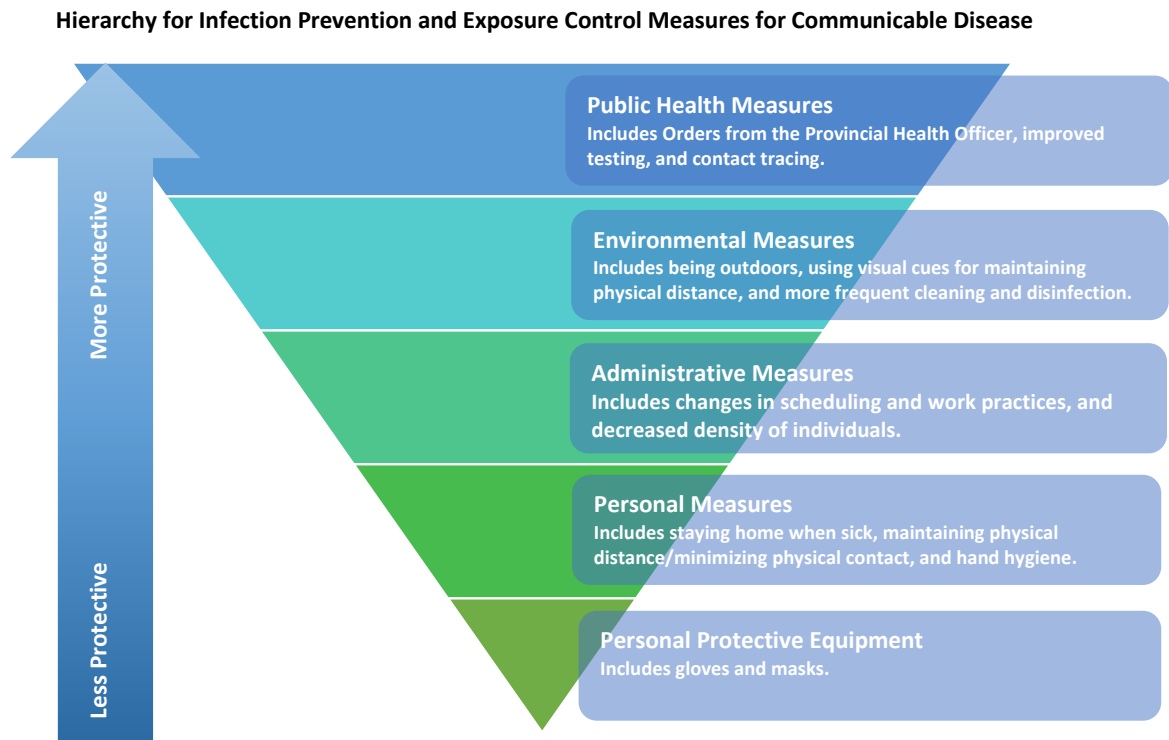 Hierarchy for Infection Prevention and Exposure Control Measures for Communicable Disease
More Protective
Less Protective
Public Health Measures
Includes Orders from the Provincial Health Officer, improved
testing, and contact tracing.
Environmental Measures
Includes being outdoors, using visual cues for maintaining
physical distance, and more frequent cleaning and disinfection.
Administrative Measures
Includes changes in scheduling and work practices, and
decreased density of individuals.
Personal Measures
Includes staying home when sick, maintaining physical
distance/minimizing physical contact, and hand hygiene.
Personal Protective Equipment
Includes gloves and masks.